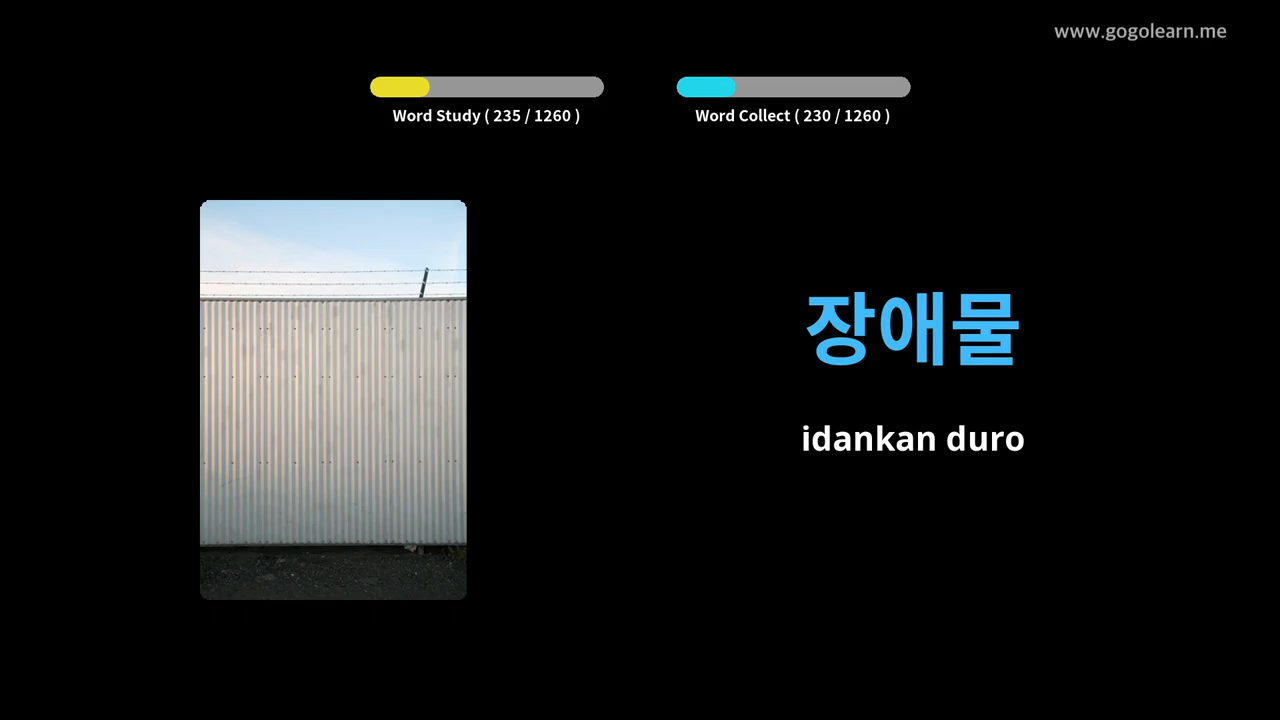 www.gogolearn.me
Word Study ( 235 / 1260 )
Word Collect ( 230 / 1260 )
장애물
idankan duro